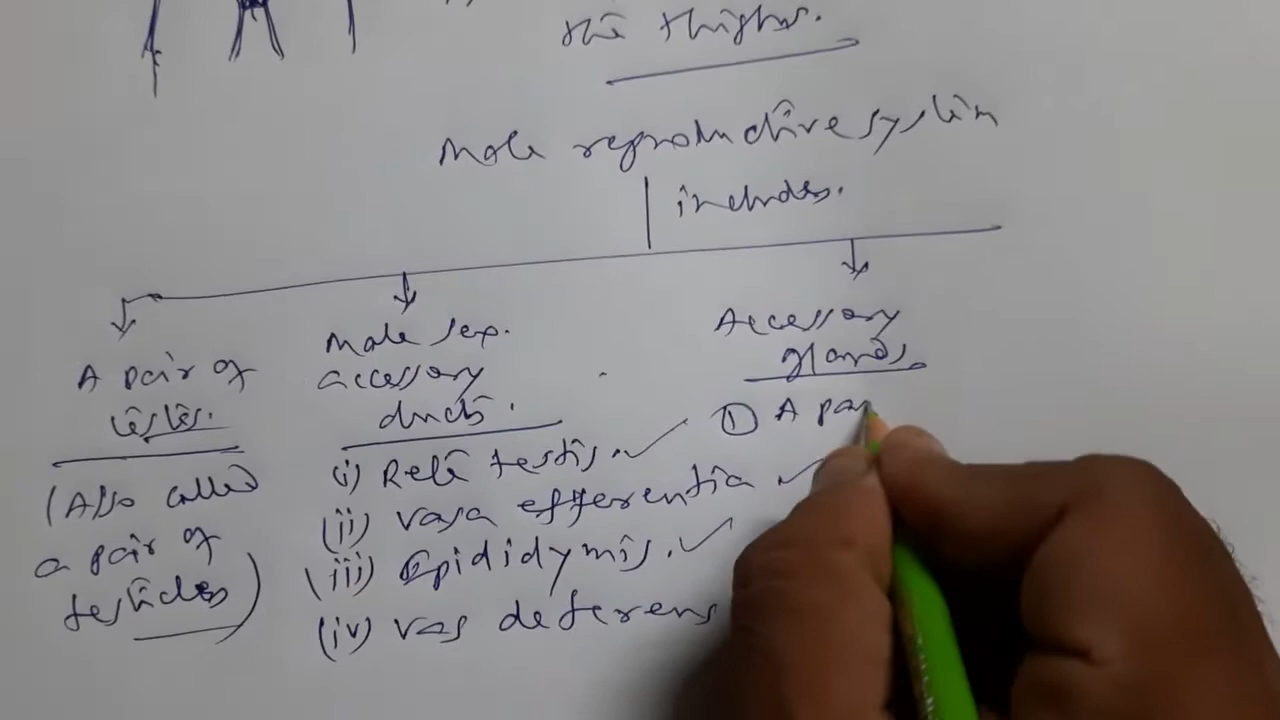 the thighs.
Male reproductive system
includes.
A pair of
testes.
(Also called
a pair of
testicles)
Male sex.
accessory
ducts.
(i) Rete testis.
(ii) vasa efferentia
(iii) Epididymis.
(iv) vas deferens
Accessory
glands.
① A pa